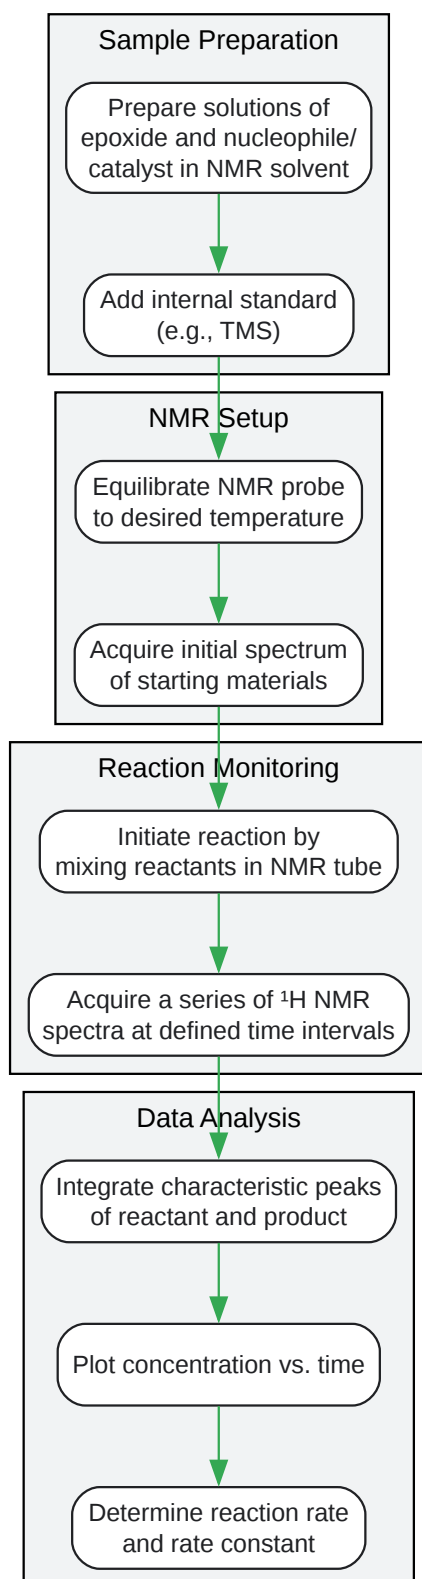 Sample Preparation
Prepare solutions of
epoxide and nucleophile/
catalyst in NMR solvent
Add internal standard
(e.g., TMS)
NMR Setup
Equilibrate NMR probe
to desired temperature
Acquire initial spectrum
of starting materials
Reaction Monitoring
Initiate reaction by
mixing reactants in NMR tube
Acquire a series of ¹H NMR
spectra at defined time intervals
Data Analysis
Integrate characteristic peaks
of reactant and product
Plot concentration vs. time
Determine reaction rate
and rate constant